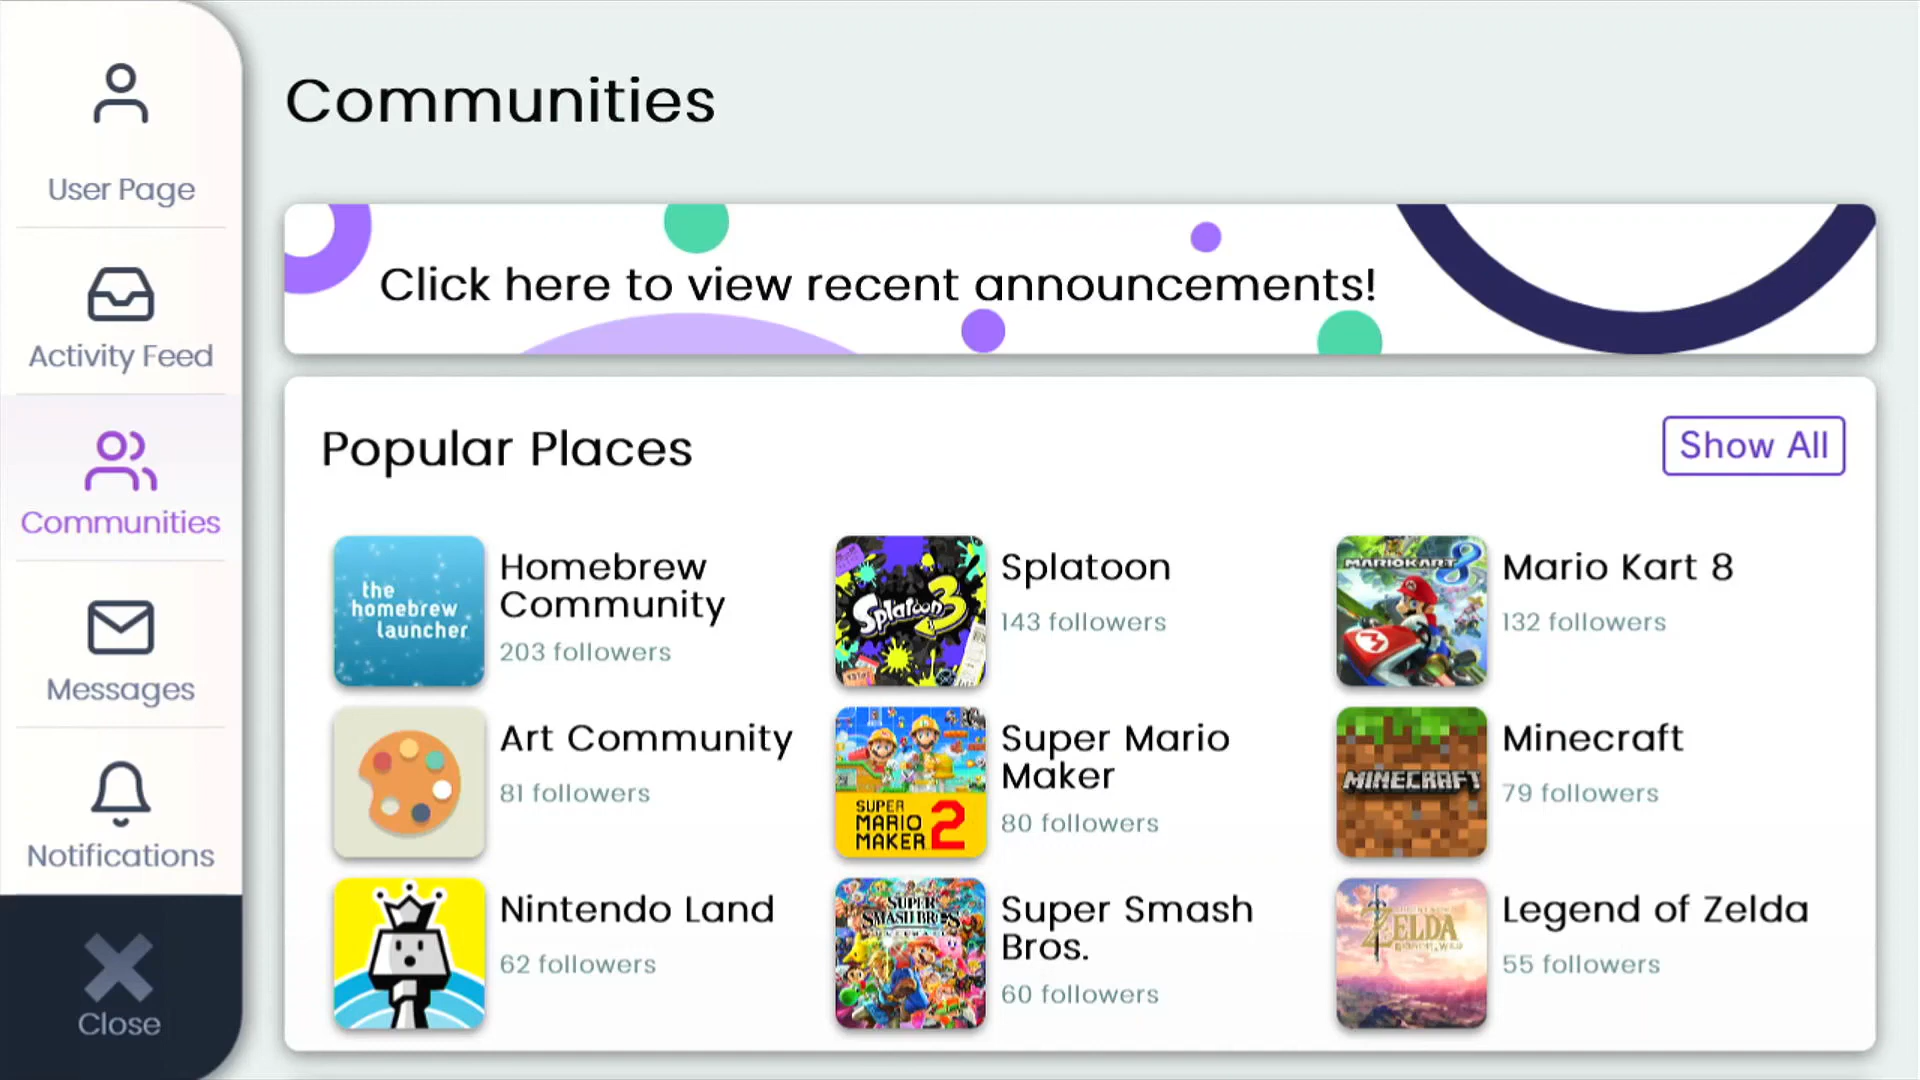 User Page
Activity Feed
Communities
Messages
Notifications
Close
Communities
Click here to view recent announcements!
Popular Places
Show All
the
homebrew
launcher
Homebrew
Community
203 followers
Splatoon 3
Splatoon
143 followers
MARIOKART 8
M
Mario Kart 8
132 followers
Art Community
81 followers
SUPER
MARIO
MAKER 2
Super Mario
Maker
80 followers
MINECRAFT
Minecraft
79 followers
Nintendo Land
62 followers
SUPER
SMASH BROS
Super Smash
Bros.
60 followers
ZELDA
Legend of Zelda
55 followers